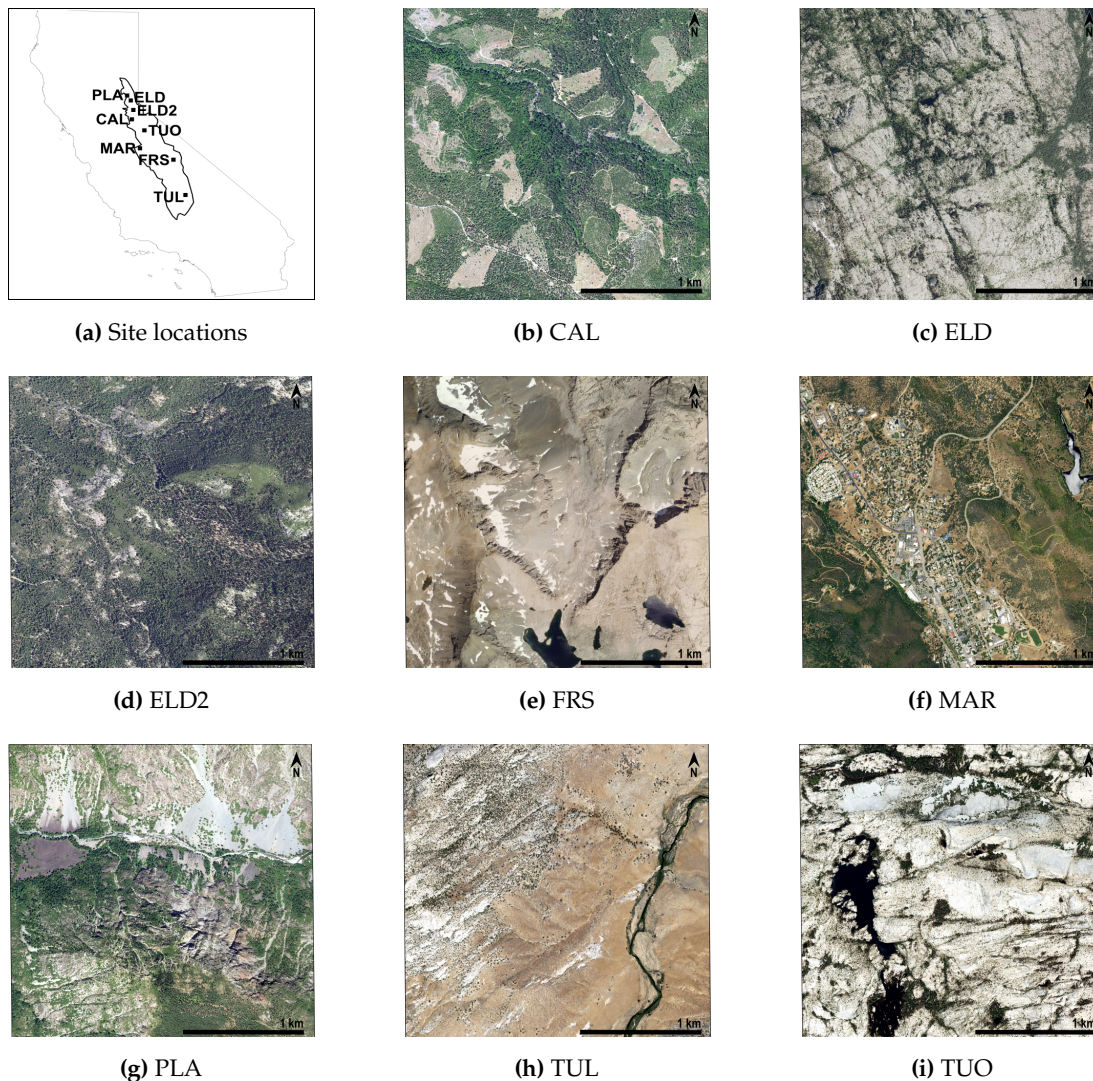 PLA
ELD
ELD2
CAL
TUO
MAR
FRS
TUL
N
1 km
N
1 km
(a) Site locations
(b) CAL
(c) ELD
N
1 km
N
1 km
N
1 km
(d) ELD2
(e) FRS
(f) MAR
N
1 km
N
1 km
N
1 km
(g) PLA
(h) TUL
(i) TUO